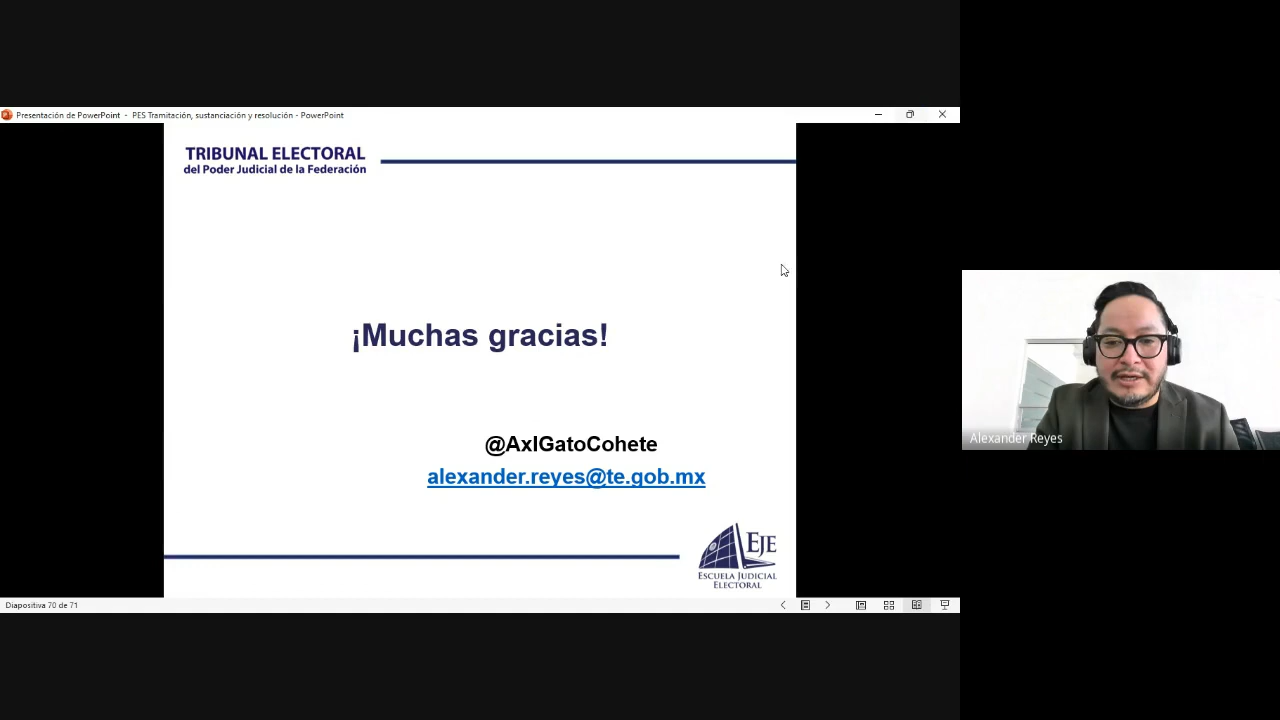 Presentación de PowerPoint - PES Tramitación, sustanciación y resolución - PowerPoint
TRIBUNAL ELECTORAL
del Poder Judicial de la Federación
¡Muchas gracias!
@AxlGatoCohete
alexander.reyes@te.gob.mx
EJE
ESCUELA JUDICIAL
ELECTORAL
Diapositiva 70 de 71
Alexander Reyes